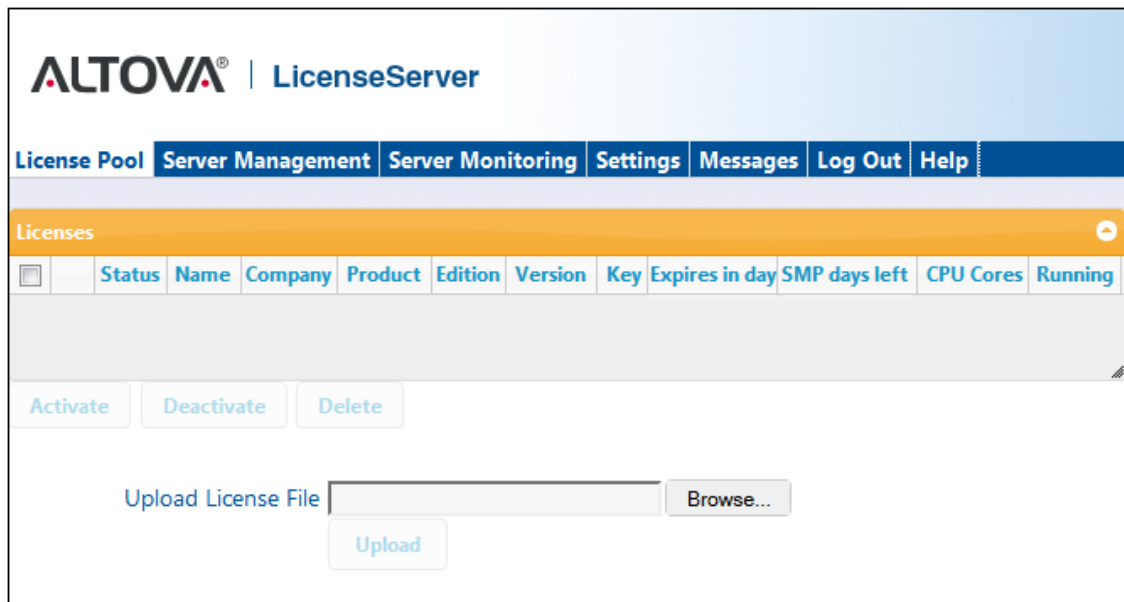 ALTOVA® | LicenseServer
License Pool Server Management Server Monitoring Settings Messages Log Out Help
Licenses
Status Name Company Product Edition Version Key Expires in day SMP days left CPU Cores Running
Activate Deactivate Delete
Upload License File Browse...
Upload